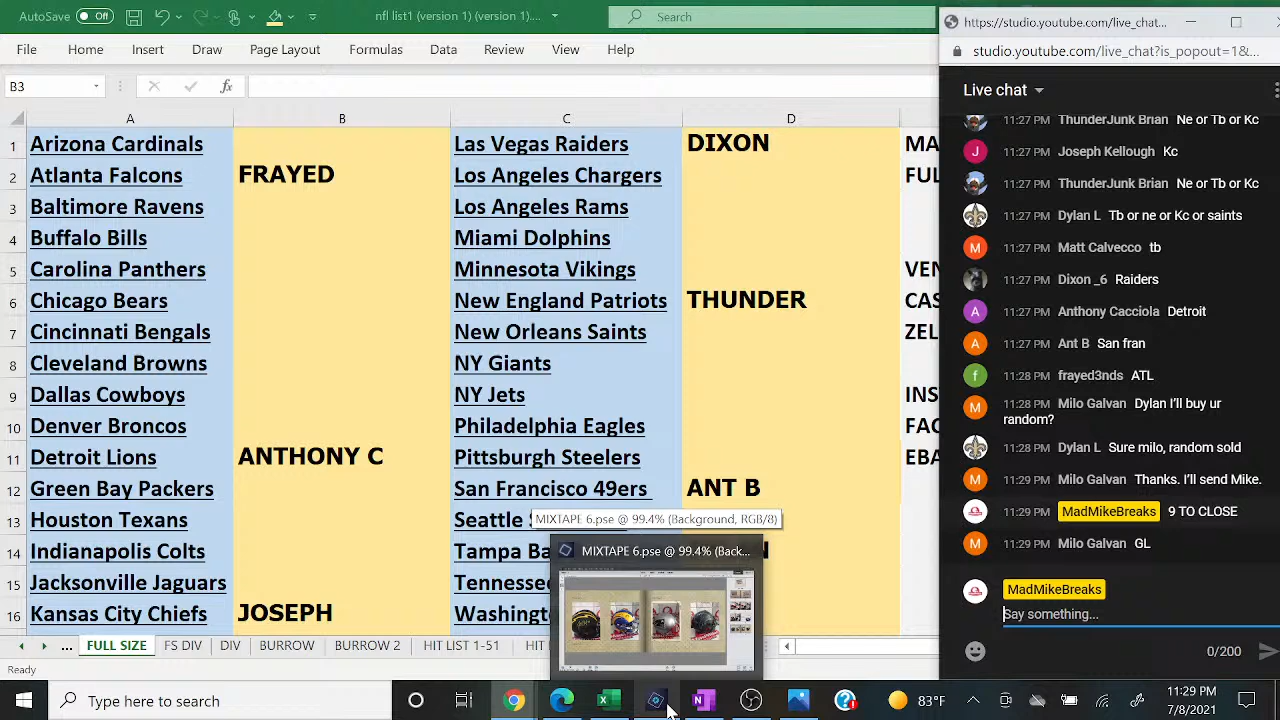 AutoSave Off
nfl list1 (version 1) (version 1)....
Search
File Home Insert Draw Page Layout Formulas Data Review View Help
B3
fx
A B C D
Arizona Cardinals Las Vegas Raiders DIXON MA
2 Atlanta Falcons FRAYED Los Angeles Chargers FUL
3 Baltimore Ravens Los Angeles Rams
4 Buffalo Bills Miami Dolphins
5 Carolina Panthers Minnesota Vikings VEN
6 Chicago Bears New England Patriots THUNDER CAS
7 Cincinnati Bengals New Orleans Saints ZEL
8 Cleveland Browns NY Giants
9 Dallas Cowboys NY Jets INS
10 Denver Broncos Philadelphia Eagles FAC
11 Detroit Lions ANTHONY C Pittsburgh Steelers EBA
12 Green Bay Packers San Francisco 49ers ANT B
13 Houston Texans Seattle
14 Indianapolis Colts Tampa Ba N
15 Jacksonville Jaguars Tennesse
16 Kansas City Chiefs JOSEPH Washingt
MIXTAPE 6.pse @ 99.4% (Background, RGB/8)
MIXTAPE 6.pse @ 99.4% (Back...
... FULL SIZE FS DIV DIV BURROW BURROW 2 HIT LIST 1-51 HIT
Ready
https://studio.youtube.com/live_chat...
studio.youtube.com/live_chat?is_popout=1&...
Live chat
ThunderJunk Brian Ne or Tb or Kc
J 11:27 PM Joseph Kellough Kc
11:27 PM ThunderJunk Brian Ne or Tb or Kc
11:27 PM Dylan L Tb or ne or Kc or saints
M 11:27 PM Matt Calvecco tb
11:27 PM Dixon _6 Raiders
A 11:27 PM Anthony Cacciola Detroit
A 11:27 PM Ant B San fran
f 11:28 PM frayed3nds ATL
M 11:28 PM Milo Galvan Dylan I'll buy ur
random?
11:28 PM Dylan L Sure milo, random sold
M 11:29 PM Milo Galvan Thanks. I'll send Mike.
11:29 PM MadMikeBreaks 9 TO CLOSE
M 11:29 PM Milo Galvan GL
MadMikeBreaks
Say something...
0/200
Type here to search
83°F
11:29 PM
7/8/2021